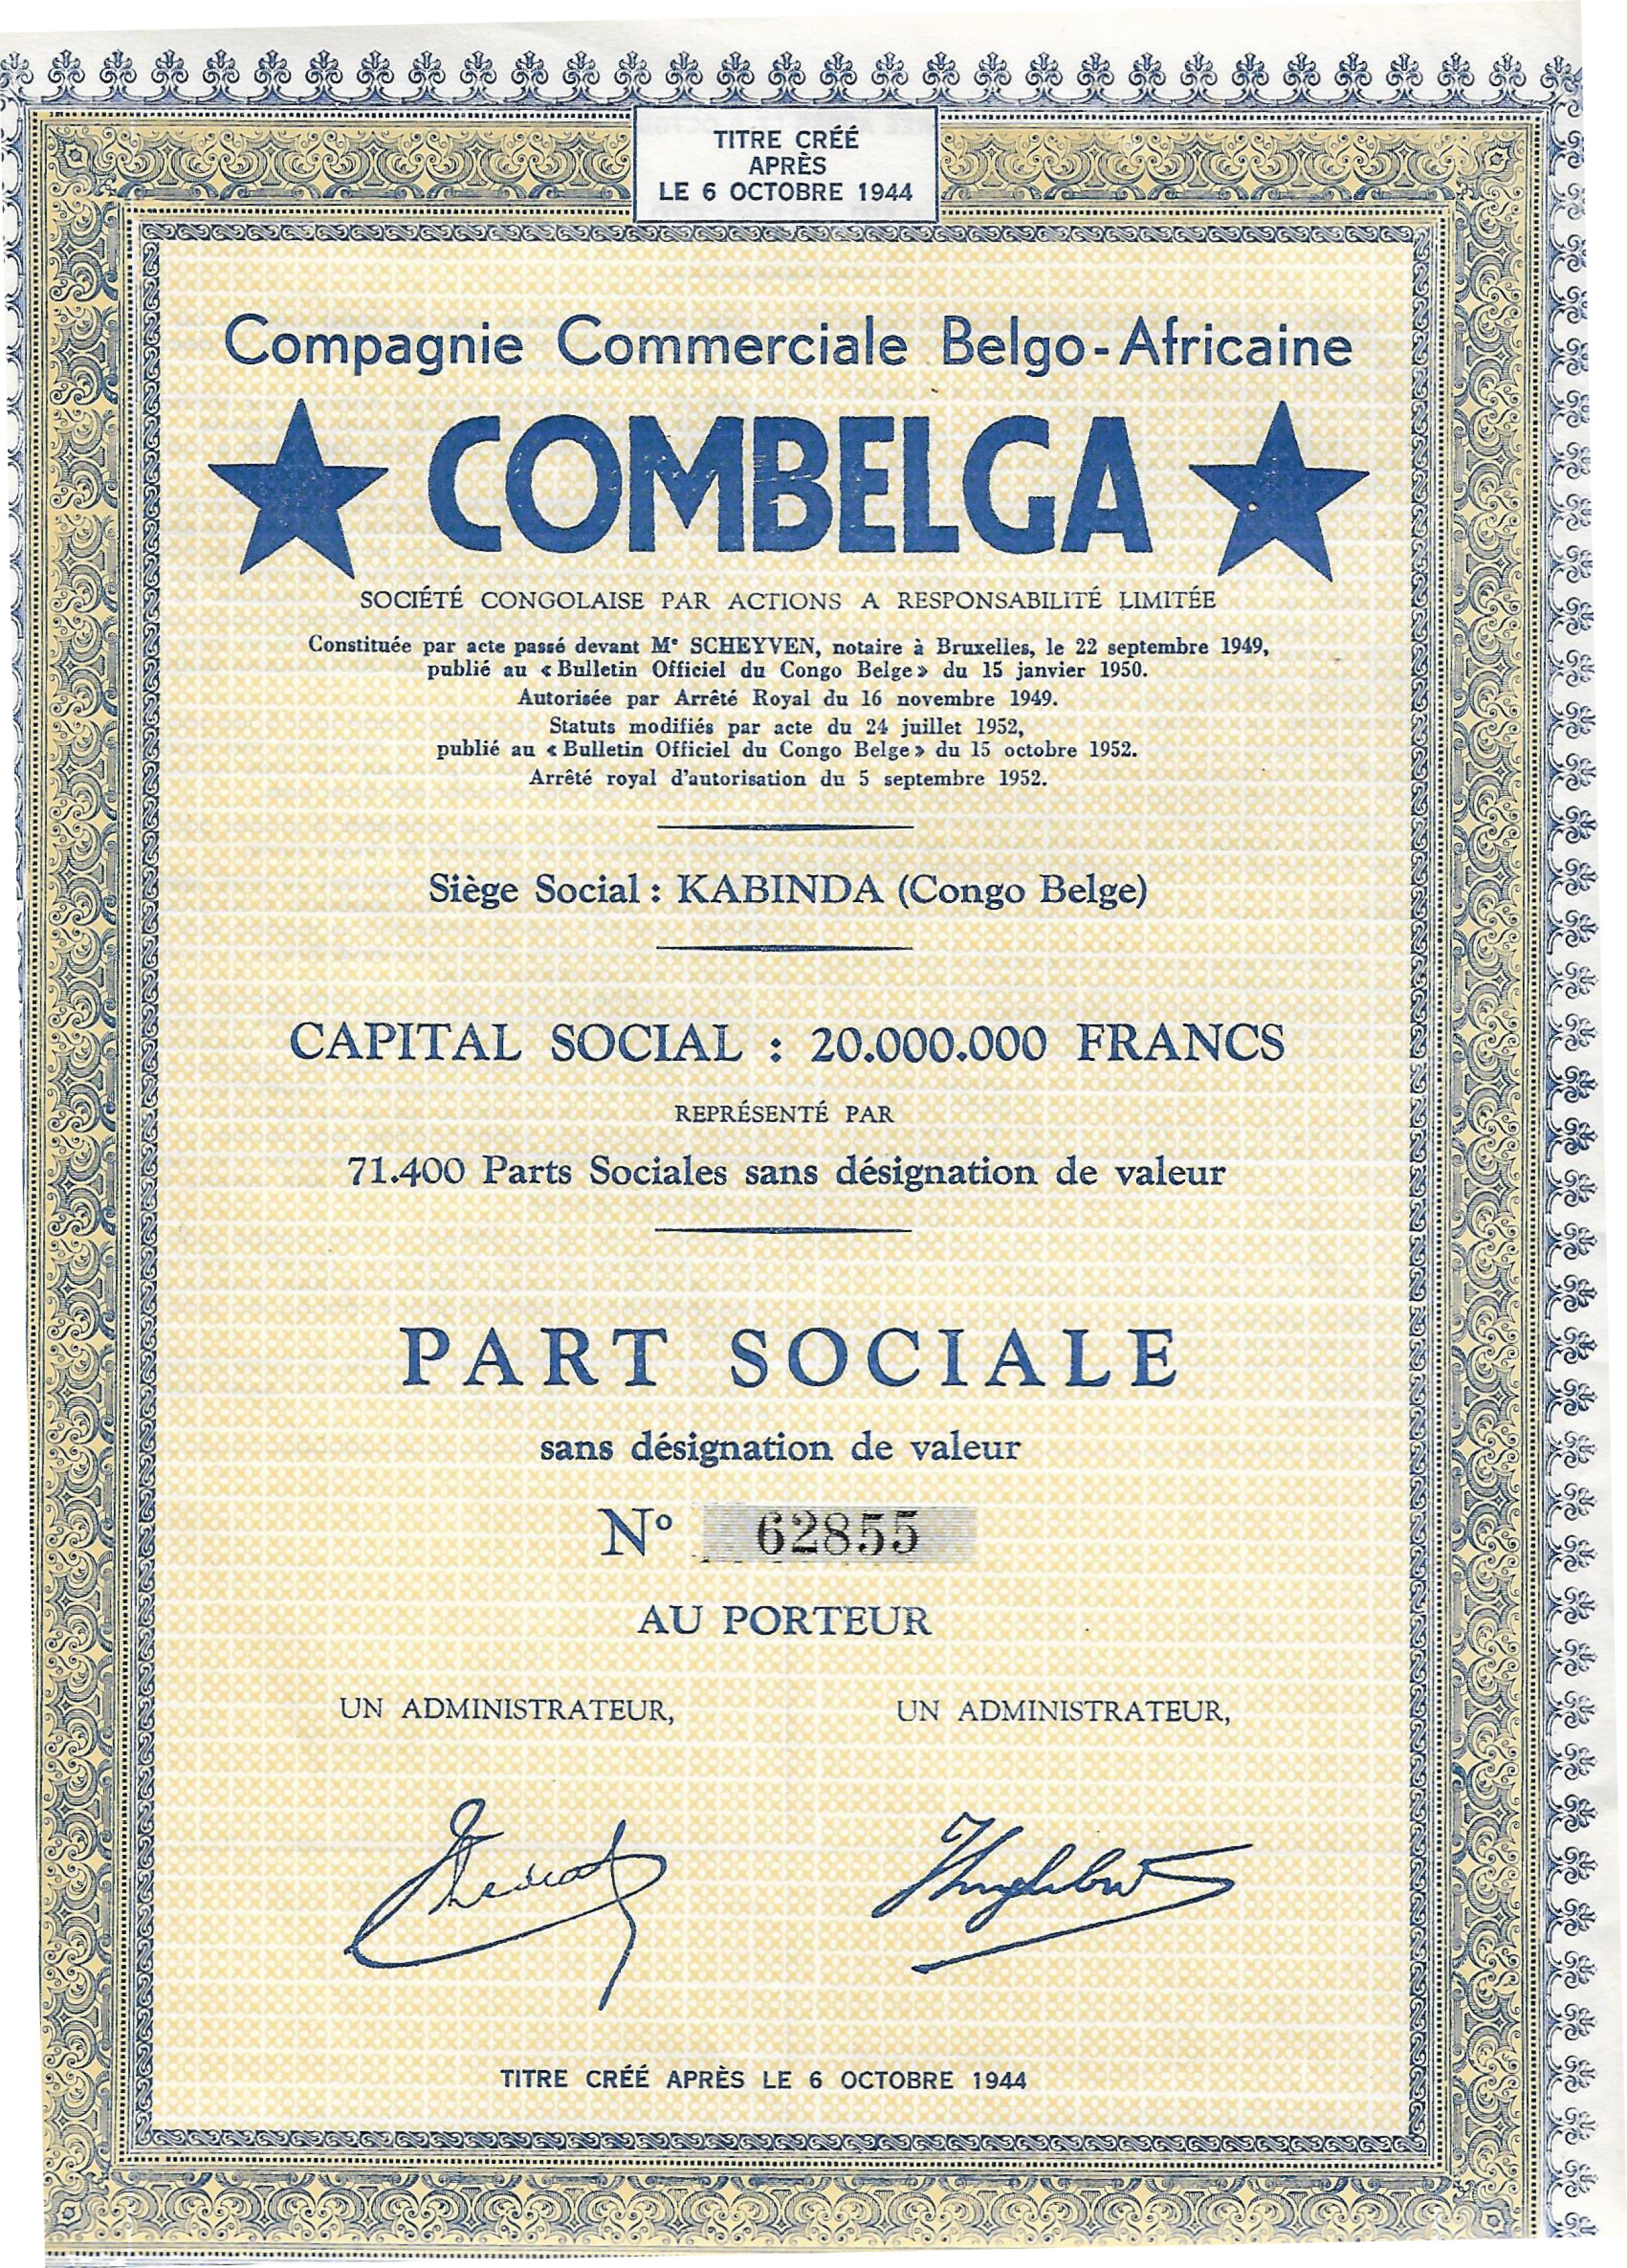 TITRE CRÉÉ
APRÈS
LE 6 OCTOBRE 1944
Compagnie Commerciale Belgo-Africaine
COMBELGA
SOCIÉTÉ CONGOLAISE PAR ACTIONS A RESPONSABILITÉ LIMITÉE
Constituée par acte passé devant Me SCHEYVEN, notaire à Bruxelles, le 22 septembre 1949,
publié au « Bulletin Officiel du Congo Belge » du 15 janvier 1950.
Autorisée par Arrêté Royal du 16 novembre 1949.
Statuts modifiés par acte du 24 juillet 1952,
publié au « Bulletin Officiel du Congo Belge » du 15 octobre 1952.
Arrêté royal d'autorisation du 5 septembre 1952.
Siège Social : KABINDA (Congo Belge)
CAPITAL SOCIAL : 20.000.000 FRANCS
REPRÉSENTÉ PAR
71.400 Parts Sociales sans désignation de valeur
PART SOCIALE
sans désignation de valeur
No 62855
AU PORTEUR
UN ADMINISTRATEUR, UN ADMINISTRATEUR,
TITRE CRÉÉ APRÈS LE 6 OCTOBRE 1944